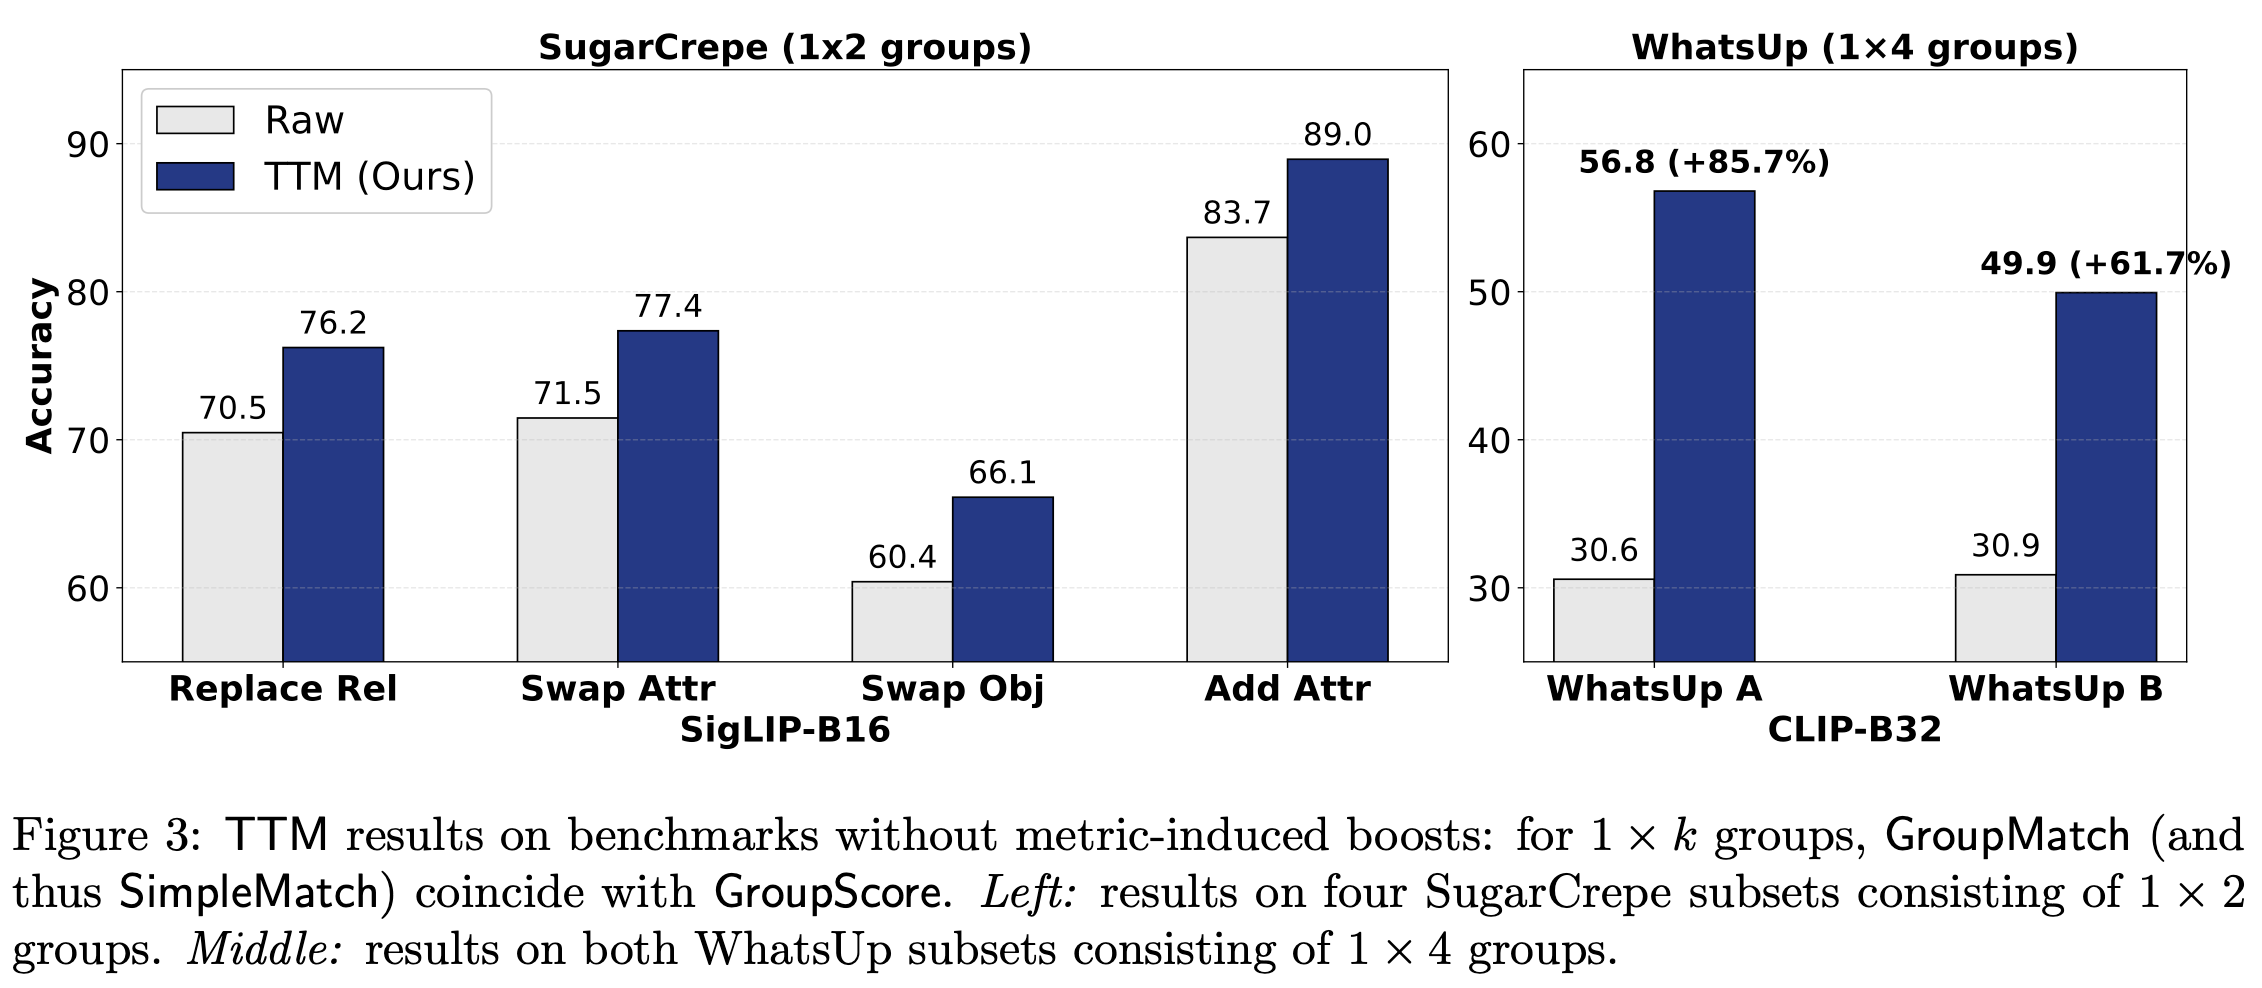 SugarCrepe (1x2 groups)
Raw
TTM (Ours)
Accuracy
90
80
70
60
70.5
76.2
71.5
77.4
60.4
66.1
83.7
89.0
Replace Rel
Swap Attr
Swap Obj
Add Attr
SigLIP-B16
WhatsUp (1×4 groups)
60
50
40
30
30.6
56.8 (+85.7%)
30.9
49.9 (+61.7%)
WhatsUp A
WhatsUp B
CLIP-B32
Figure 3: TTM results on benchmarks without metric-induced boosts: for 1 × k groups, GroupMatch (and
thus SimpleMatch) coincide with GroupScore. Left: results on four SugarCrepe subsets consisting of 1 × 2
groups. Middle: results on both WhatsUp subsets consisting of 1 × 4 groups.